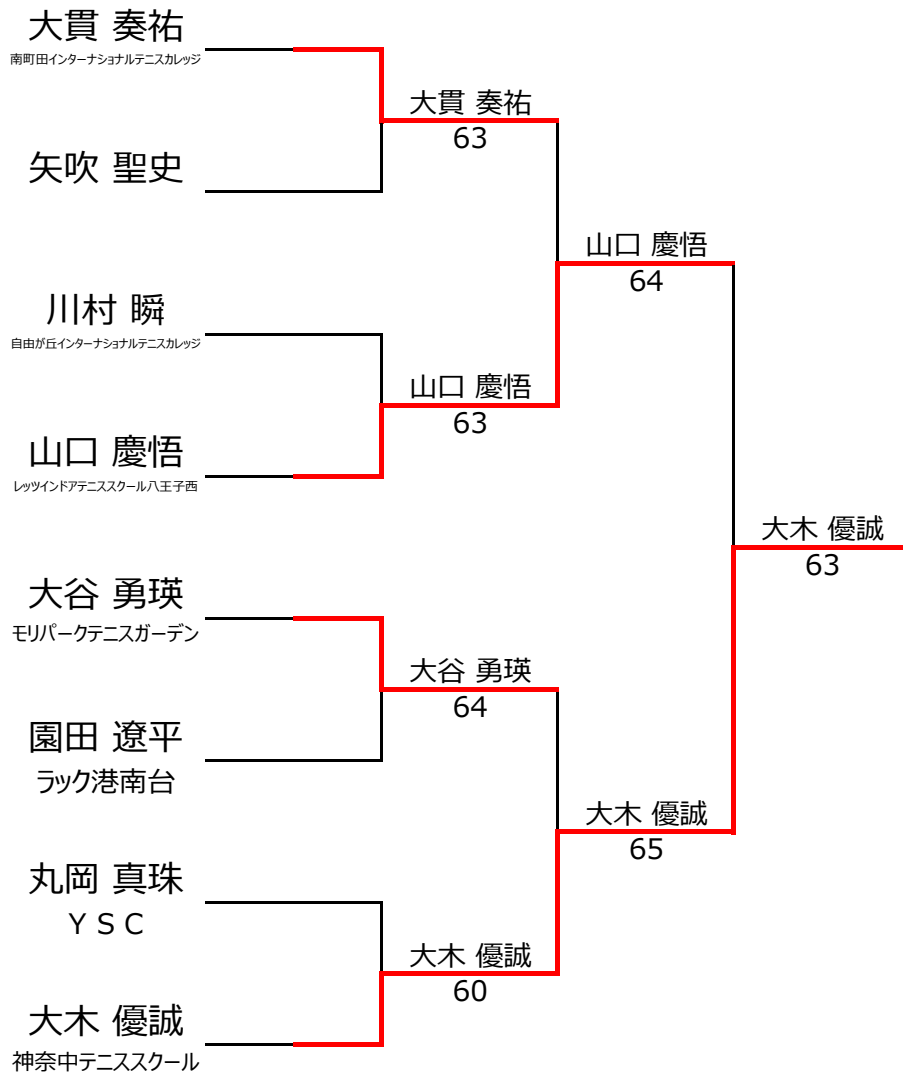 大貫 奏祐
南町田インターナショナルテニスカレッジ
大貫 奏祐
63
矢吹 聖史
山口 慶悟
64
川村 瞬
自由が丘インターナショナルテニスカレッジ
山口 慶悟
63
山口 慶悟
レッツインドアテニススクール八王子西
大木 優誠
63
大谷 勇瑛
モリパークテニスガーデン
大谷 勇瑛
64
園田 遼平
ラック港南台
大木 優誠
65
丸岡 真珠
ＹＳＣ
大木 優誠
60
大木 優誠
神奈中テニススクール